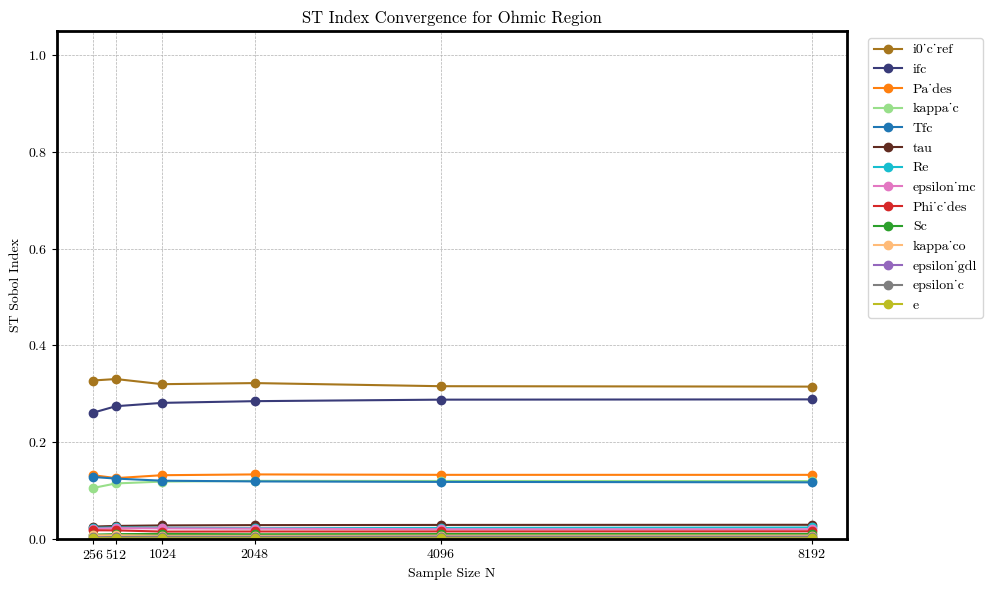 ST Index Convergence for Ohmic Region
1.0
0.8
0.6
0.4
0.2
0.0
ST Sobol Index
256 512 1024 2048 4096 8192
Sample Size N
i0˙c˙ref
ifc
Pa˙des
kappa˙c
Tfc
tau
Re
epsilon˙mc
Phi˙c˙des
Sc
kappa˙co
epsilon˙gdl
epsilon˙c
e